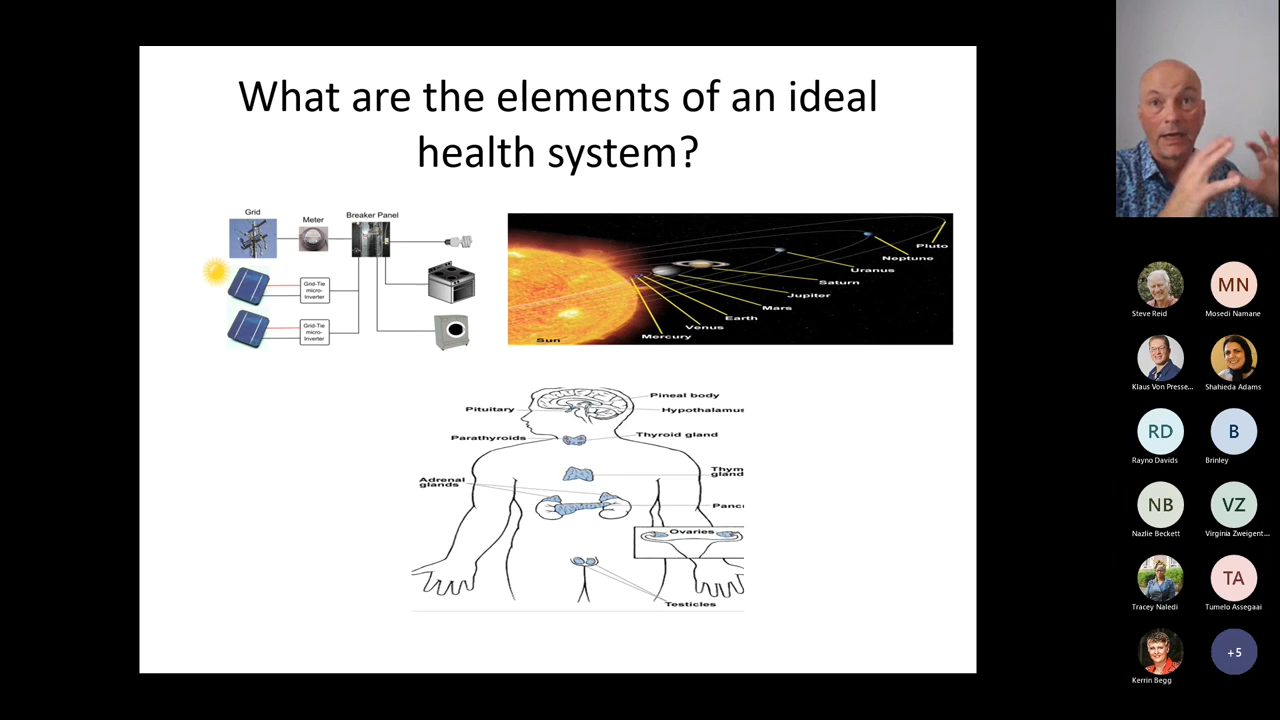 What are the elements of an ideal
health system?
Grid
Meter
Breaker Panel
Grid-Tie
micro-
Inverter
Grid-Tie
micro-
Inverter
Pluto
Neptune
Uranus
Saturn
Jupiter
Mars
Earth
Venus
Mercury
Sun
Pineal body
Pituitary
Hypothalamus
Parathyroids
Thyroid gland
Thym
gland
Adrenal
glands
Panc
Ovaries
Testicles
Steve Reid
MN
Mosedi Namane
Klaus Von Presse...
Shahieda Adams
RD
Rayno Davids
B
Brinley
NB
Nazlie Beckett
VZ
Virginia Zweigent...
Tracey Naledi
TA
Tumelo Assegaai
Kerrin Begg
+5